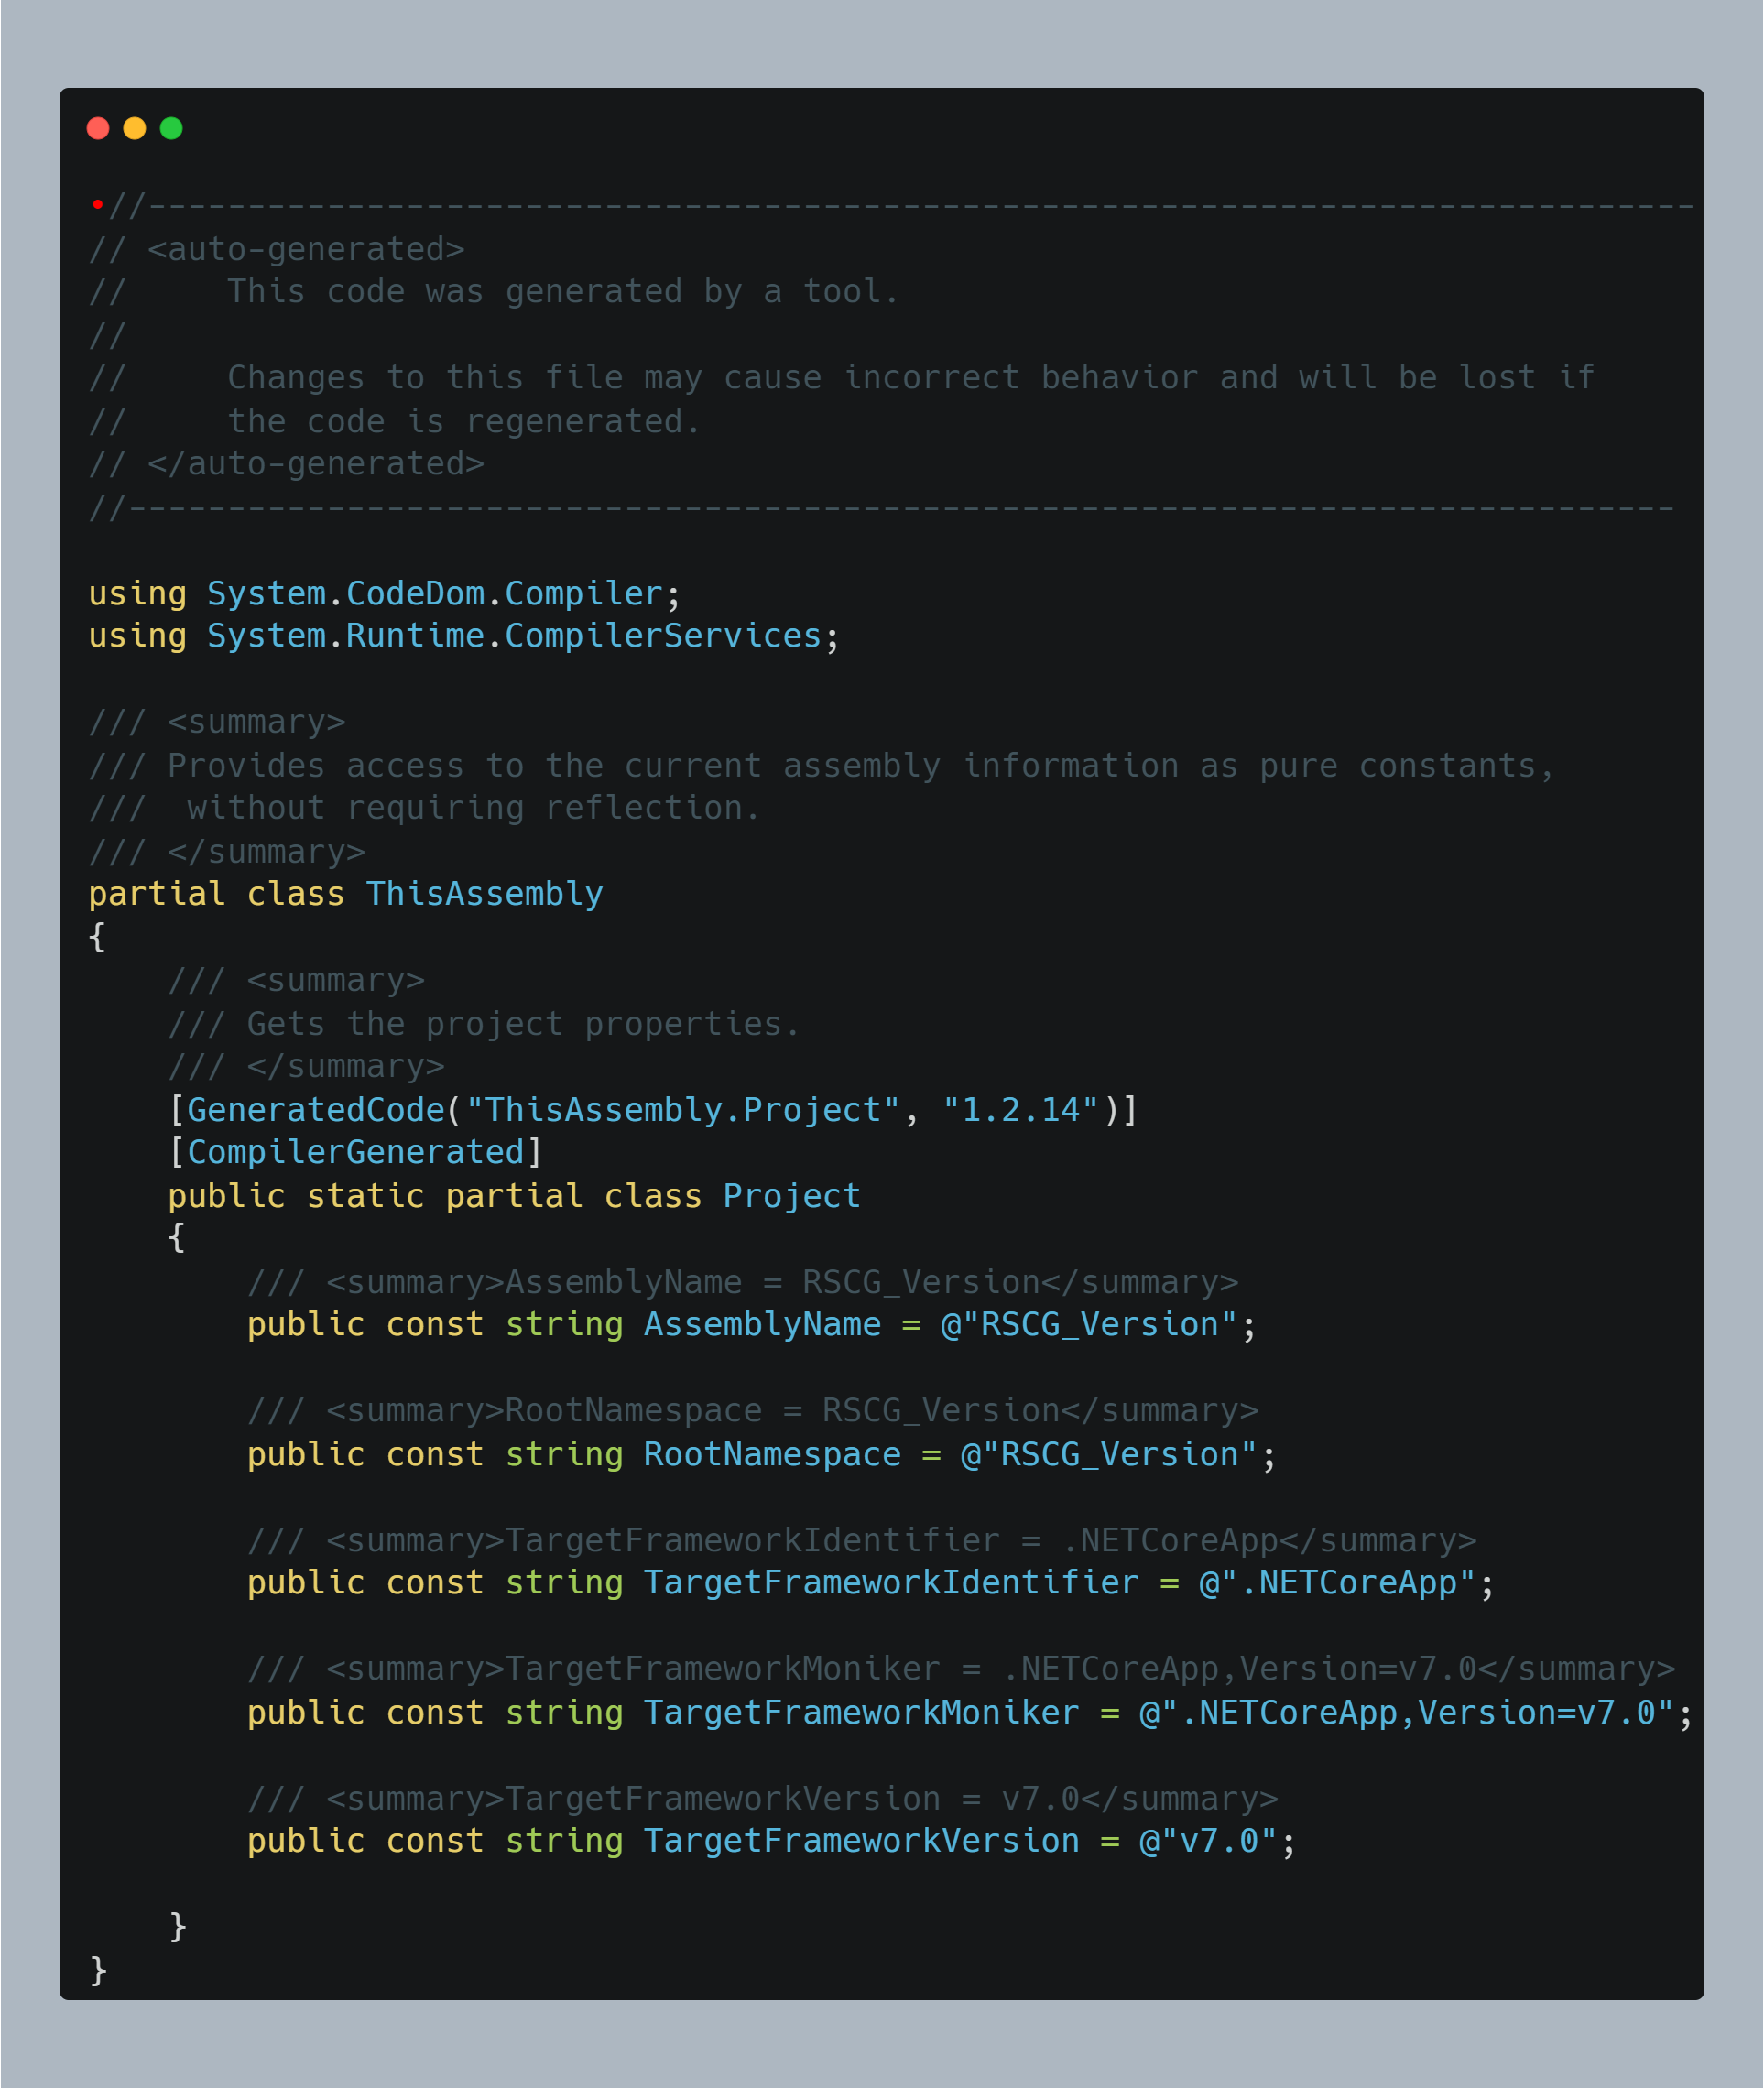 •//------------------------------------------------------------------------------
// <auto-generated>
//     This code was generated by a tool.
//
//     Changes to this file may cause incorrect behavior and will be lost if
//     the code is regenerated.
// </auto-generated>
//------------------------------------------------------------------------------

using System.CodeDom.Compiler;
using System.Runtime.CompilerServices;

/// <summary>
/// Provides access to the current assembly information as pure constants,
///  without requiring reflection.
/// </summary>
partial class ThisAssembly
{
    /// <summary>
    /// Gets the project properties.
    /// </summary>
    [GeneratedCode("ThisAssembly.Project", "1.2.14")]
    [CompilerGenerated]
    public static partial class Project
    {
        /// <summary>AssemblyName = RSCG_Version</summary>
        public const string AssemblyName = @"RSCG_Version";

        /// <summary>RootNamespace = RSCG_Version</summary>
        public const string RootNamespace = @"RSCG_Version";

        /// <summary>TargetFrameworkIdentifier = .NETCoreApp</summary>
        public const string TargetFrameworkIdentifier = @".NETCoreApp";

        /// <summary>TargetFrameworkMoniker = .NETCoreApp,Version=v7.0</summary>
        public const string TargetFrameworkMoniker = @".NETCoreApp,Version=v7.0";

        /// <summary>TargetFrameworkVersion = v7.0</summary>
        public const string TargetFrameworkVersion = @"v7.0";

    }
}